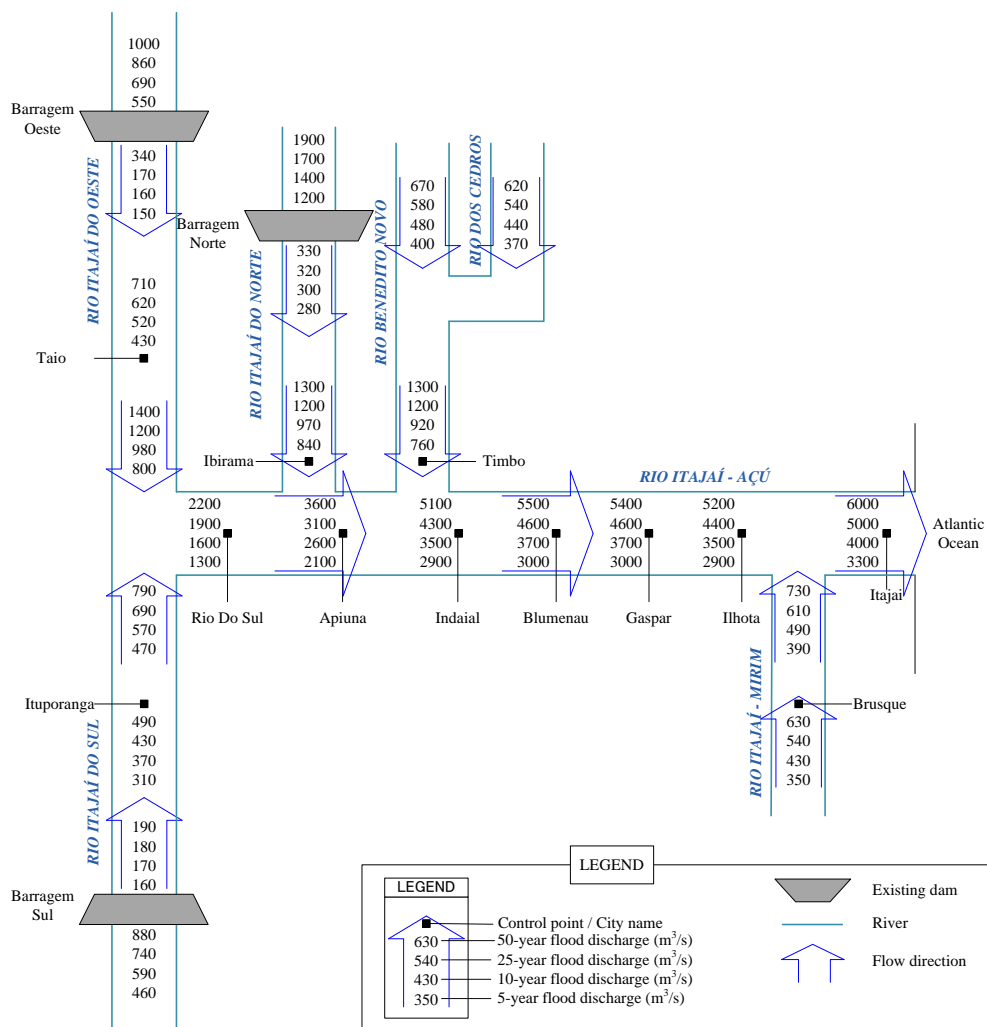 1000
860
690
550
Barragem
Oeste
340
170
160
150
RIO ITAJAÍ DO OESTE
710
620
520
430
Taio
1400
1200
980
800
1900
1700
1400
1200
Barragem
Norte
330
320
300
280
RIO ITAJAÍ DO NORTE
1300
1200
970
840
Ibirama
670
580
480
400
RIO BENEDITO NOVO
RIO DOS CEDROS
620
540
440
370
1300
1200
920
760
Timbo
RIO ITAJAÍ - AÇÚ
2200
1900
1600
1300
Rio Do Sul
3600
3100
2600
2100
Apiuna
5100
4300
3500
2900
Indaial
5500
4600
3700
3000
Blumenau
5400
4600
3700
3000
Gaspar
5200
4400
3500
2900
Ilhota
6000
5000
4000
3300
Itajai
Atlantic
Ocean
790
690
570
470
Ituporanga
490
430
370
310
RIO ITAJAÍ DO SUL
190
180
170
160
Barragem
Sul
880
740
590
460
730
610
490
390
RIO ITAJAÍ - MIRIM
Brusque
630
540
430
350
LEGEND
LEGEND
Control point / City name
630 50-year flood discharge (m³/s)
540 25-year flood discharge (m³/s)
430 10-year flood discharge (m³/s)
350 5-year flood discharge (m³/s)
Existing dam
River
Flow direction